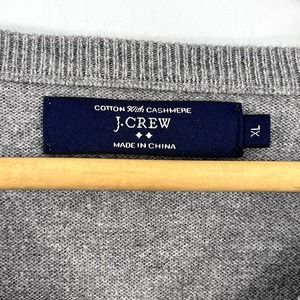 COTTON With CASHMERE
J.CREW
MADE IN CHINA
XL